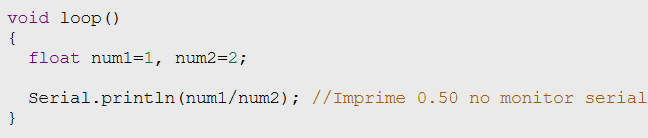 void loop()
{
  float num1=1, num2=2;
  Serial.println(num1/num2); //Imprime 0.50 no monitor serial
}